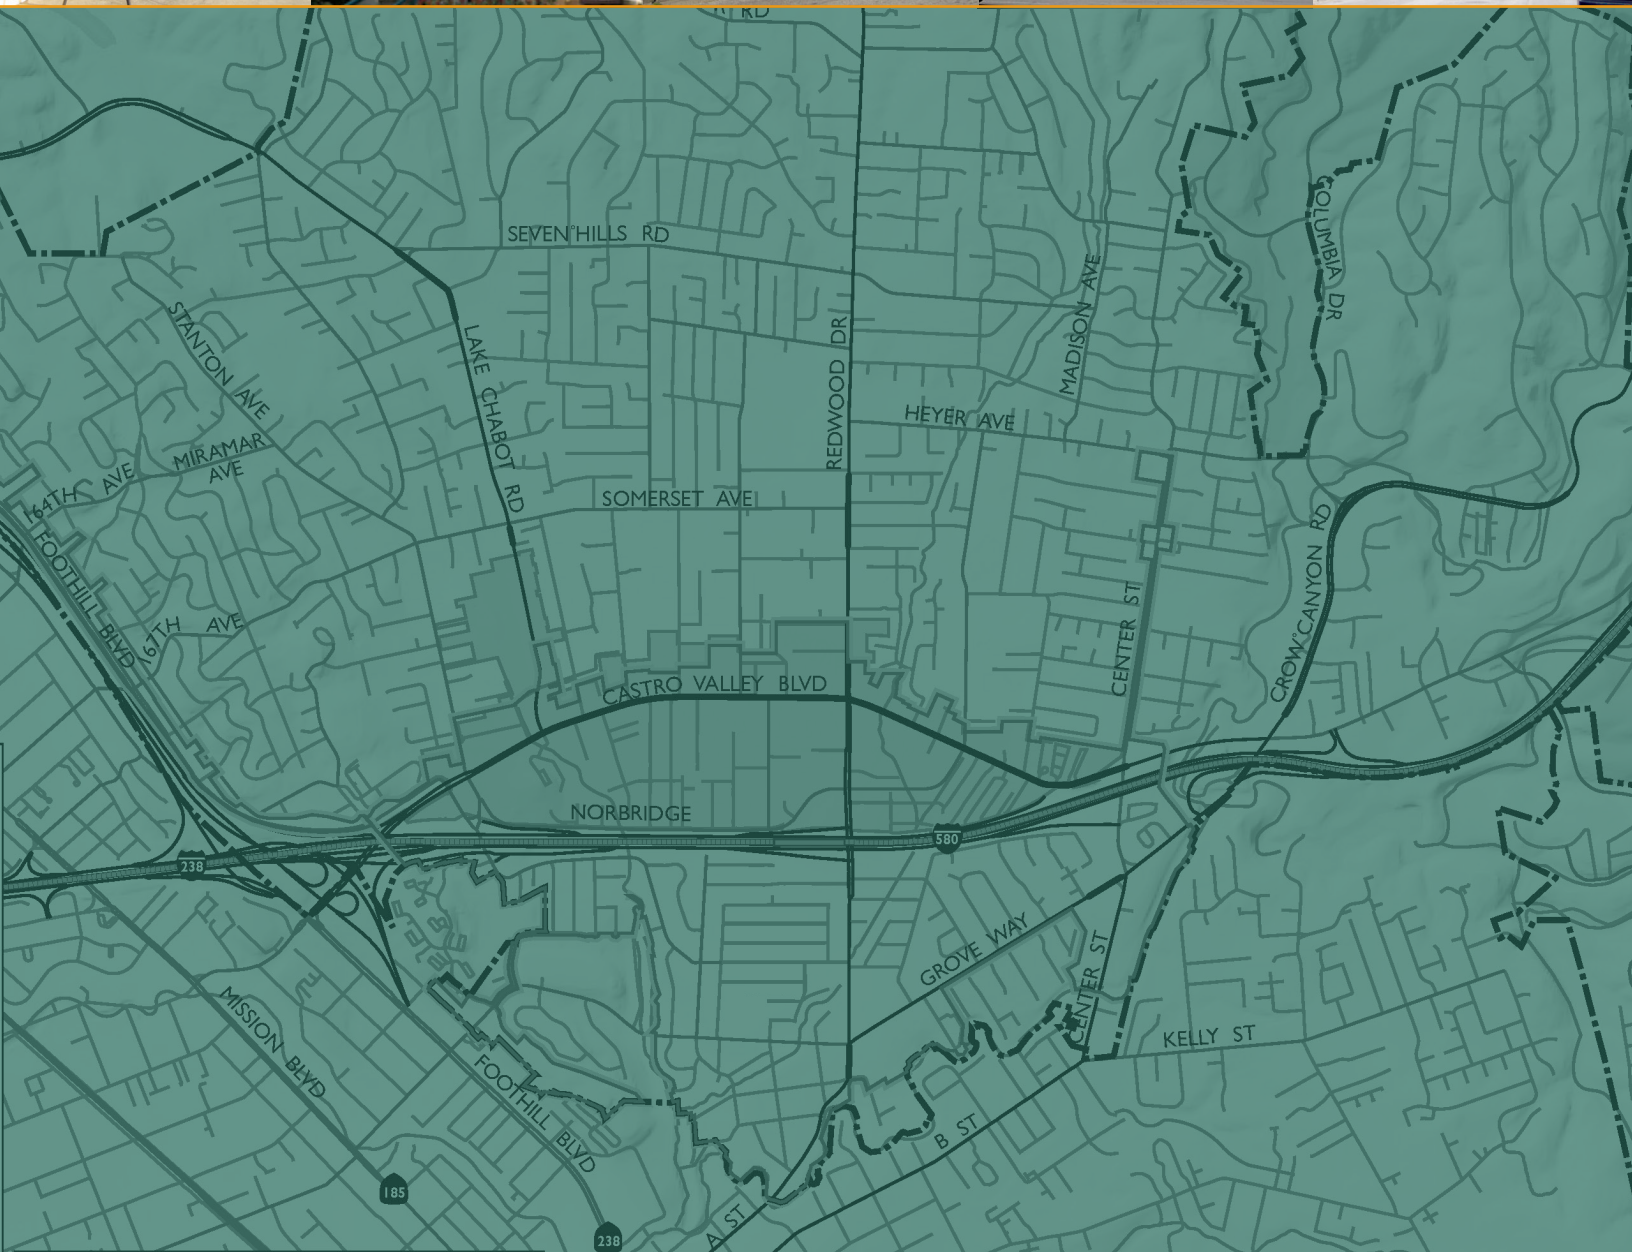 RD
SEVEN HILLS RD
COLUMBIA DR
MADISON AVE
STANTON AVE
LAKE CHABOT RD
REDWOOD DR
HEYER AVE
MIRAMAR
AVE
164TH AVE
SOMERSET AVE
CROW CANYON RD
FOOTHILL BLVD
167TH AVE
CENTER ST
CASTRO VALLEY BLVD
NORBRIDGE
580
238
GROVE WAY
CENTER ST
MISSION BLVD
KELLY ST
FOOTHILL BLVD
B ST
185
A ST
238